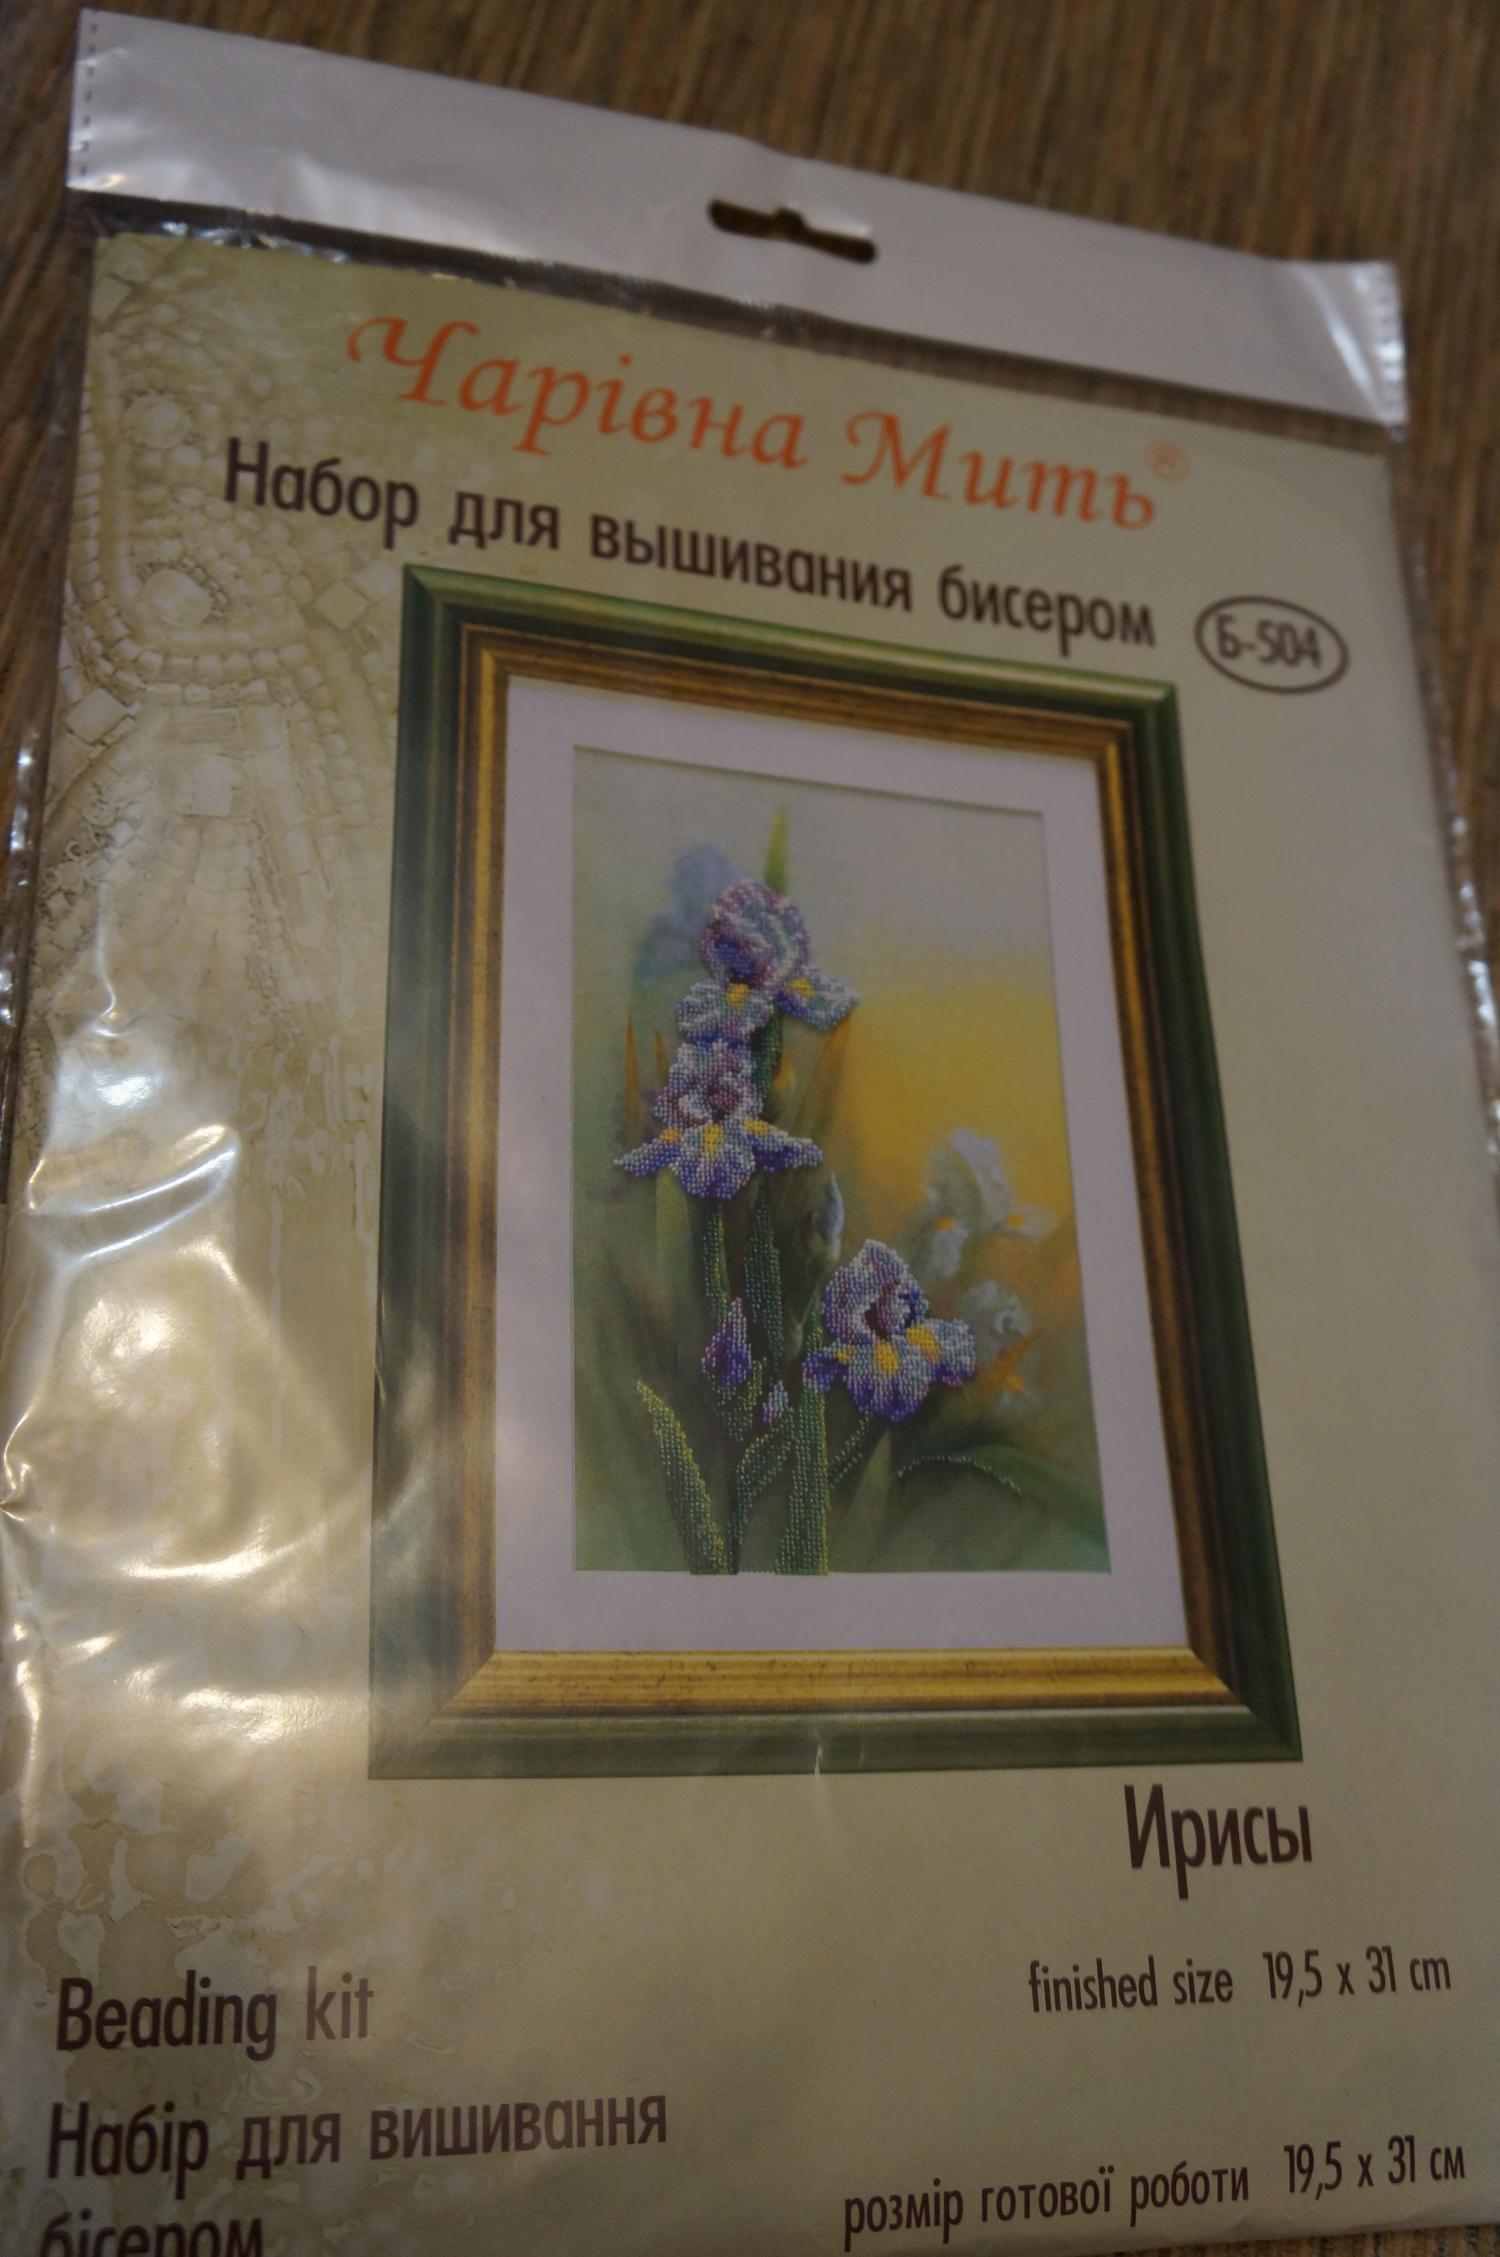 Чарівна Мить®
Набор для вышивания бисером
Б-504
Ирисы
finished size 19,5 x 31 cm
Beading kit
Набір для вишивання
бісером
розмір готової роботи 19,5 х 31 см